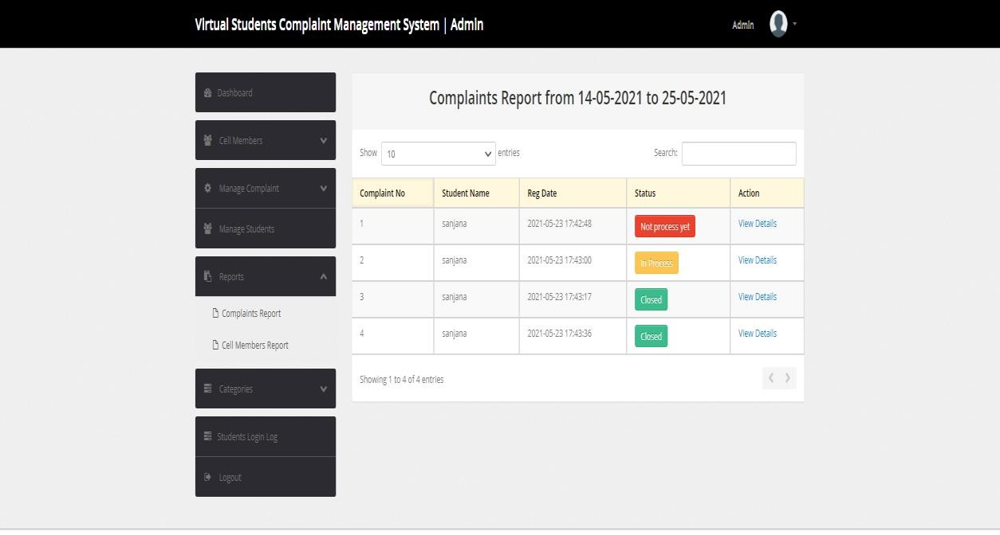 Virtual Students Complaint Management System | Admin
Admin
Dashboard
Cell Members
Manage Complaint
Manage Students
Reports
Complaints Report
Cell Members Report
Categories
Students Login Log
Logout
Complaints Report from 14-05-2021 to 25-05-2021
Show 10 entries Search:
Complaint No Student Name Reg Date Status Action
1 sanjana 2021-05-23 17:42:48 Not process yet View Details
2 sanjana 2021-05-23 17:43:00 In Process View Details
3 sanjana 2021-05-23 17:43:17 Closed View Details
4 sanjana 2021-05-23 17:43:36 Closed View Details
Showing 1 to 4 of 4 entries